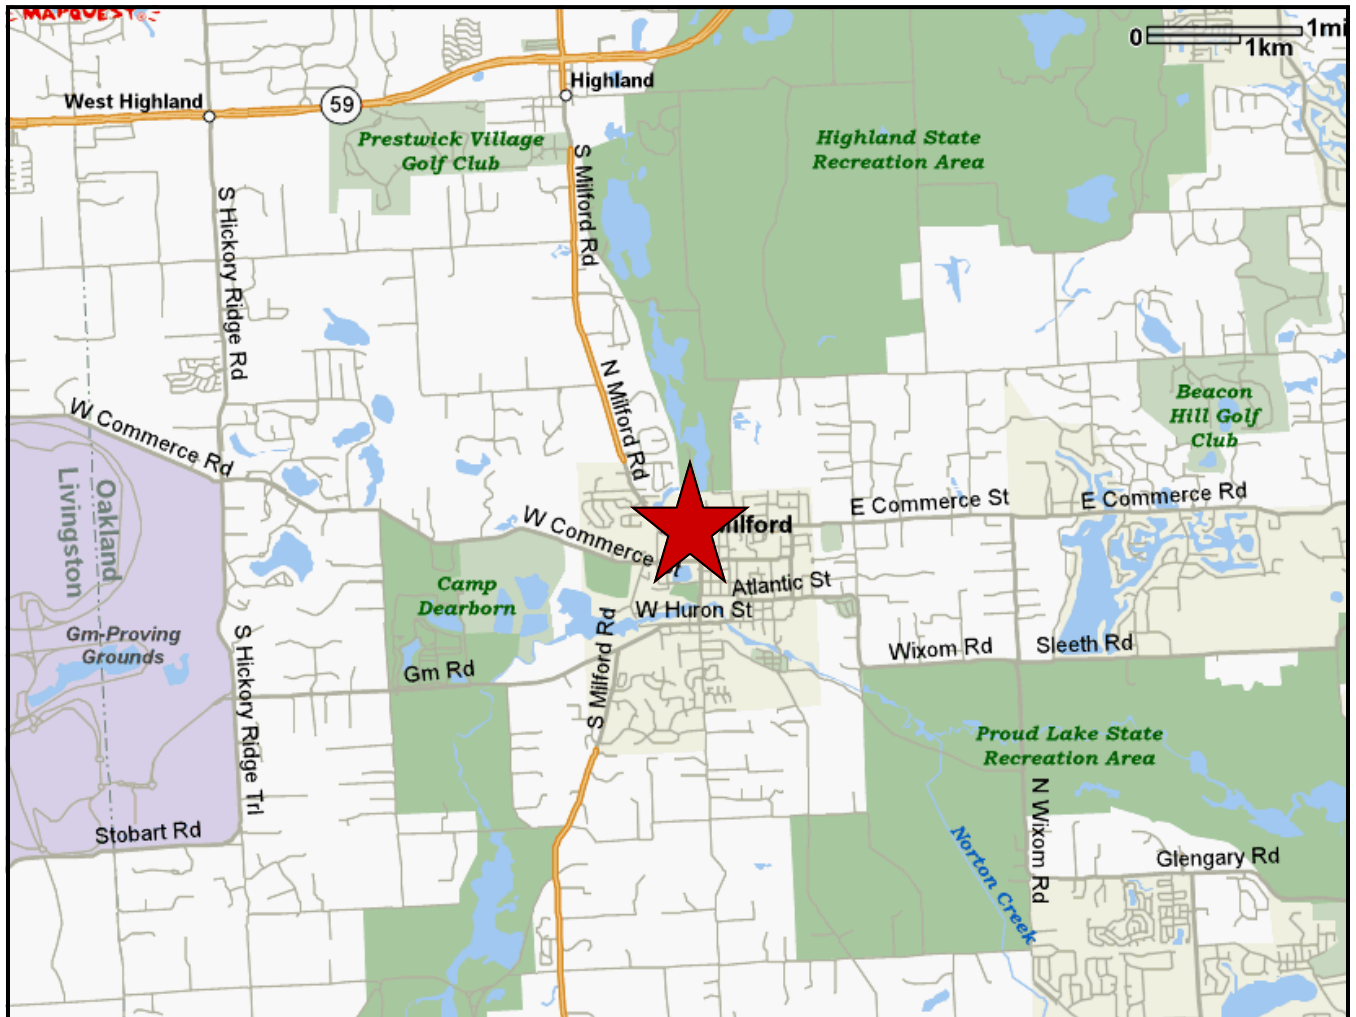 MAPQUEST
0
1mi
1km
Highland
West Highland
59
Prestwick Village
Golf Club
Highland State
Recreation Area
S Milford Rd
S Hickory Ridge Rd
N Milford Rd
Beacon
Hill Golf
Club
W Commerce Rd
Oakland
Livingston
E Commerce St
E Commerce Rd
W Commerce St
Milford
Camp
Dearborn
Atlantic St
W Huron St
Gm-Proving
Grounds
S Hickory Ridge Trl
Gm Rd
S Milford Rd
Wixom Rd
Sleeth Rd
Proud Lake State
Recreation Area
N Wixom Rd
Stobart Rd
Norton Creek
Glengary Rd